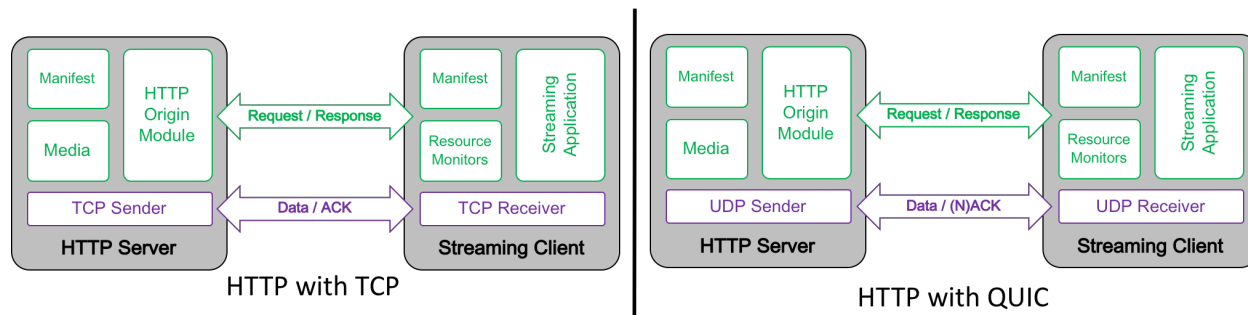 Manifest
HTTP
Origin
Module
Media
TCP Sender
HTTP Server
Request / Response
Data / ACK
Manifest
Resource
Monitors
Streaming
Application
TCP Receiver
Streaming Client
HTTP with TCP
Manifest
HTTP
Origin
Module
Media
UDP Sender
HTTP Server
Request / Response
Data / (N)ACK
Manifest
Resource
Monitors
Streaming
Application
UDP Receiver
Streaming Client
HTTP with QUIC